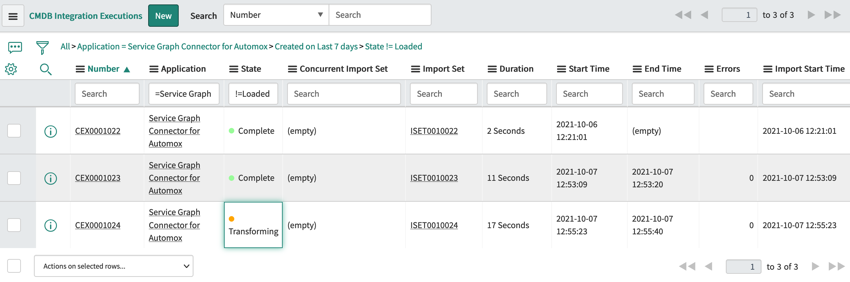 CMDB Integration Executions New Search Number Search 1 to 3 of 3
All > Application = Service Graph Connector for Automox > Created on Last 7 days > State != Loaded
Number Application State Concurrent Import Set Import Set Duration Start Time End Time Errors Import Start Time
Search =Service Graph !=Loaded Search Search Search Search Search Search Search
CEX0001022 Service Graph Connector for Automox Complete (empty) ISET0010022 2 Seconds 2021-10-06 12:21:01 (empty) 2021-10-06 12:21:01
CEX0001023 Service Graph Connector for Automox Complete (empty) ISET0010023 11 Seconds 2021-10-07 12:53:09 2021-10-07 12:53:20 0 2021-10-07 12:53:09
CEX0001024 Service Graph Connector for Automox Transforming (empty) ISET0010024 17 Seconds 2021-10-07 12:55:23 2021-10-07 12:55:40 0 2021-10-07 12:55:23
Actions on selected rows... 1 to 3 of 3